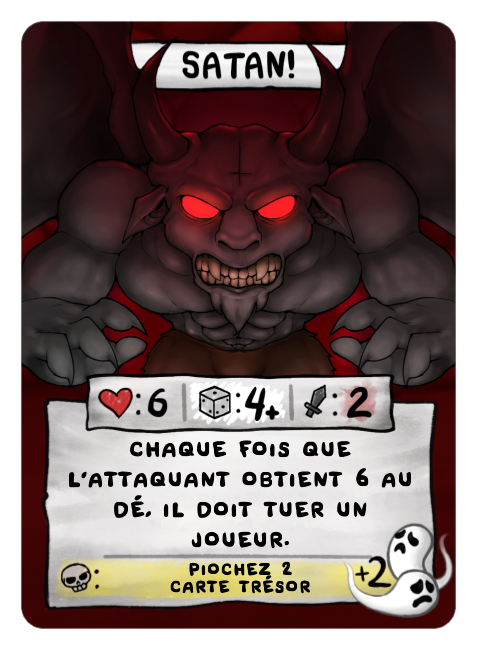 SATAN!
:6 :4+ :2
CHAQUE FOIS QUE
L'ATTAQUANT OBTIENT 6 AU
DÉ, IL DOIT TUER UN
JOUEUR.
: PIOCHEZ 2
CARTE TRÉSOR
+2